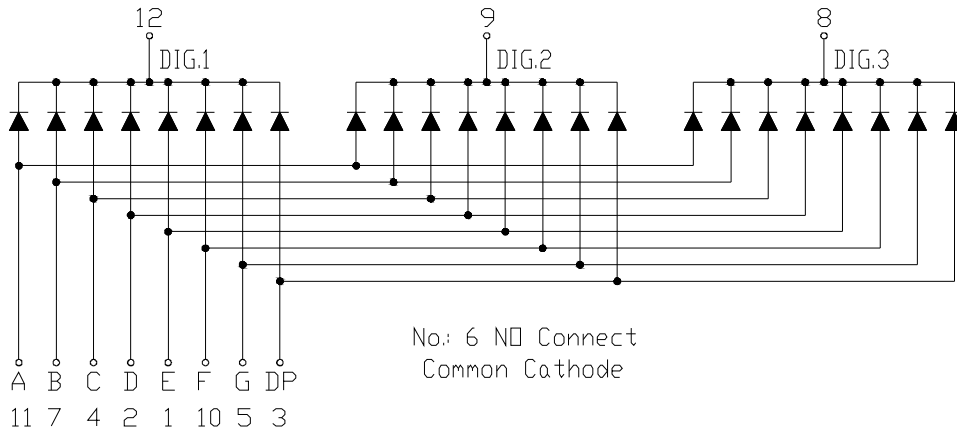 12 9 8
DIG.1 DIG.2 DIG.3
No.: 6 NO Connect
Common Cathode
A B C D E F G DP
11 7 4 2 1 10 5 3